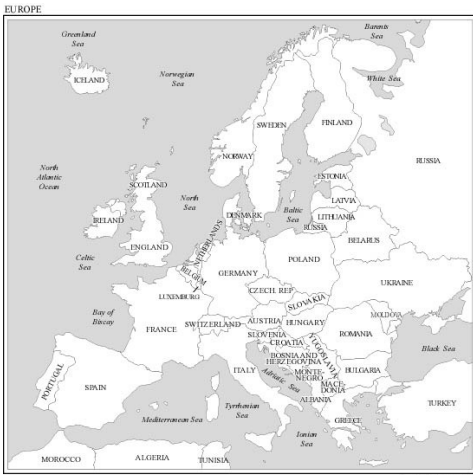 EUROPE
Greenland
Sea
Barents
Sea
ICELAND
Norwegian
Sea
White Sea
SWEDEN
FINLAND
NORWAY
RUSSIA
North
Atlantic
Ocean
ESTONIA
SCOTLAND
North
Sea
LATVIA
DENMARK
Baltic
Sea
LITHUANIA
IRELAND
RUSSIA
NETHERLANDS
BELARUS
ENGLAND
Celtic
Sea
POLAND
GERMANY
BELGIUM
UKRAINE
CZECH. REP
LUXEMBURG
SLOVAKIA
Bay of
Biscay
MOLDOVA
AUSTRIA
HUNGARY
FRANCE
SWITZERLAND
ROMANIA
SLOVENIA
CROATIA
YUGOSLAVIA
BOSNIA AND
HERZEGOVINA
Black Sea
ITALY
Adriatic Sea
MONTE-
NEGRO
BULGARIA
PORTUGAL
SPAIN
MACE-
DONIA
ALBANIA
TURKEY
Mediterranean Sea
Tyrrhenian
Sea
GREECE
Ionian
Sea
MOROCCO
ALGERIA
TUNISIA